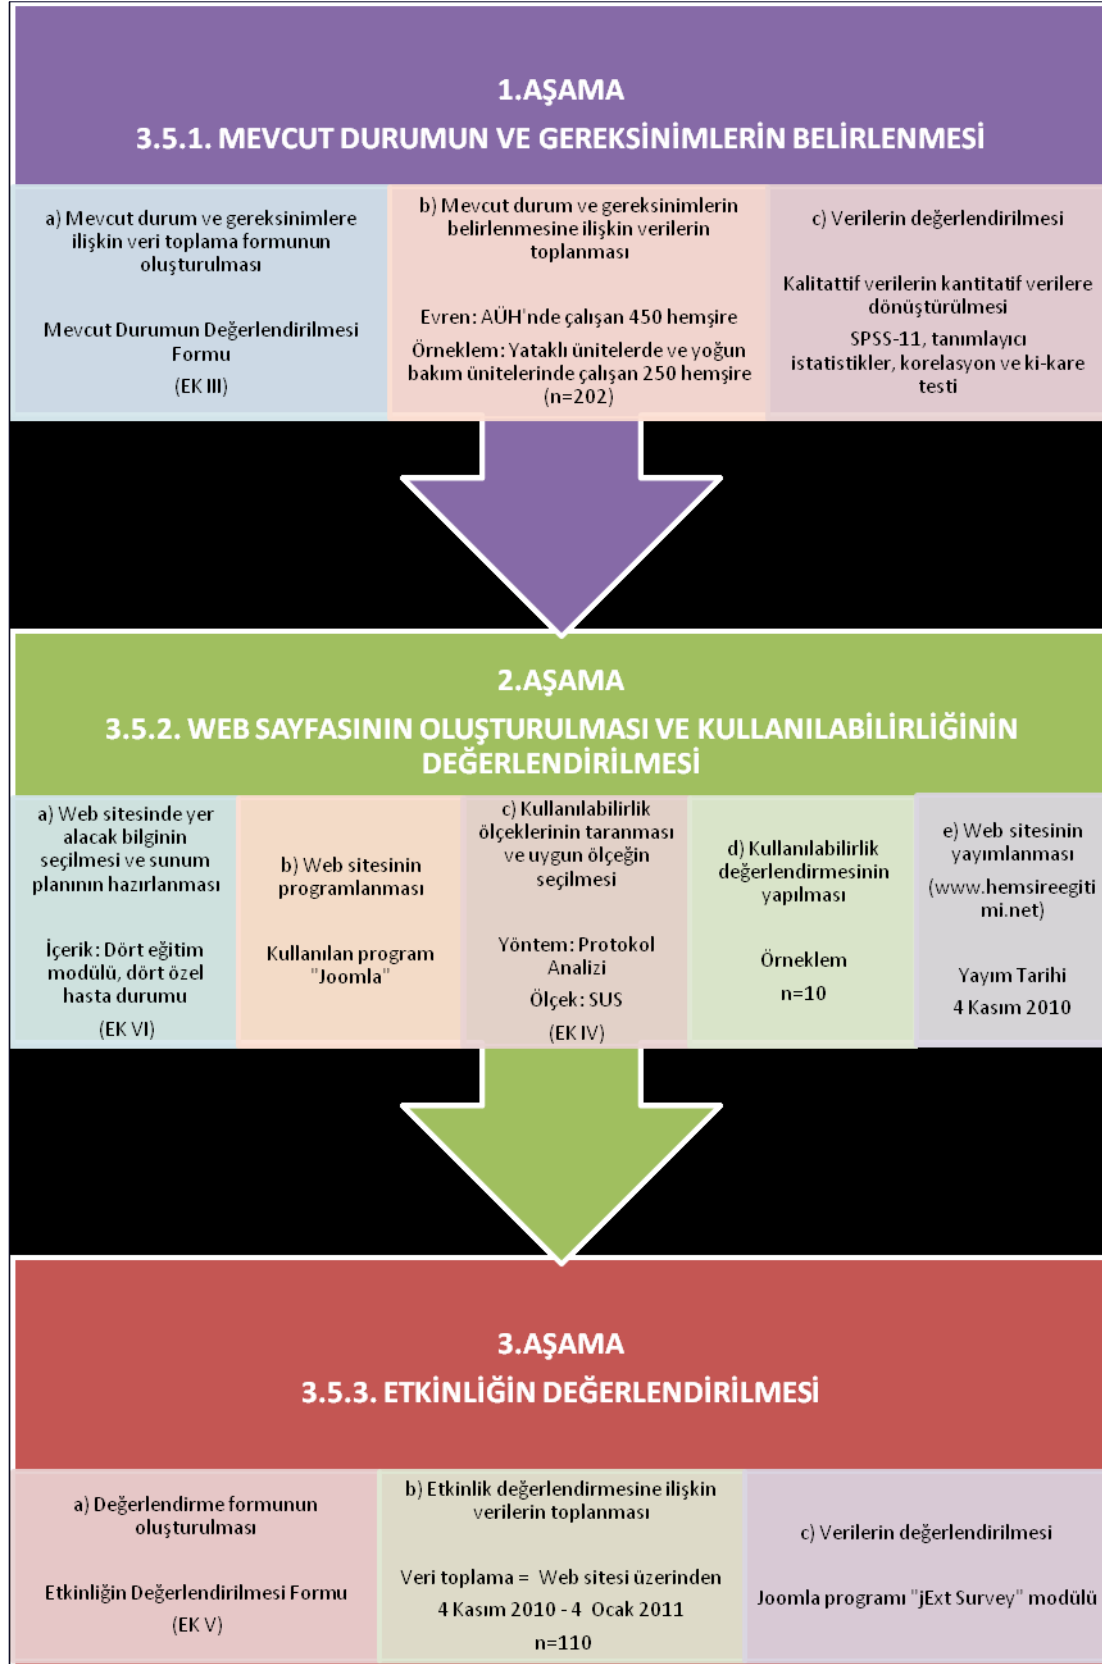 1.AŞAMA
3.5.1. MEVCUT DURUMUN VE GEREKSİNİMLERİN BELİRLENMESİ
a) Mevcut durum ve gereksinimlere
ilişkin veri toplama formunun
oluşturulması
Mevcut Durumun Değerlendirilmesi
Formu
(EK III)
b) Mevcut durum ve gereksinimlerin
belirlenmesine ilişkin verilerin
toplanması
Evren: AÜH'nde çalışan 450 hemşire
Örneklem: Yataklı ünitelerde ve yoğun
bakım ünitelerinde çalışan 250 hemşire
(n=202)
c) Verilerin değerlendirilmesi
Kalitattif verilerin kantitatif verilere
dönüştürülmesi
SPSS-11, tanımlayıcı
istatistikler, korelasyon ve ki-kare
testi
2.AŞAMA
3.5.2. WEB SAYFASININ OLUŞTURULMASI VE KULLANILABİLİRLİĞİNİN
DEĞERLENDİRİLMESİ
a) Web sitesinde yer
alacak bilginin
seçilmesi ve sunum
planının hazırlanması
İçerik: Dört eğitim
modülü, dört özel
hasta durumu
(EK VI)
b) Web sitesinin
programlanması
Kullanılan program
"Joomla"
c) Kullanılabilirlik
ölçeklerinin taranması
ve uygun ölçeğin
seçilmesi
Yöntem: Protokol
Analizi
Ölçek: SUS
(EK IV)
d) Kullanılabilirlik
değerlendirmesinin
yapılması
Örneklem
n=10
e) Web sitesinin
yayımlanması
(www.hemsireegiti
mi.net)
Yayım Tarihi
4 Kasım 2010
3.AŞAMA
3.5.3. ETKİNLİĞİN DEĞERLENDİRİLMESİ
a) Değerlendirme formunun
oluşturulması
Etkinliğin Değerlendirilmesi Formu
(EK V)
b) Etkinlik değerlendirmesine ilişkin
verilerin toplanması
Veri toplama = Web sitesi üzerinden
4 Kasım 2010 - 4 Ocak 2011
n=110
c) Verilerin değerlendirilmesi
Joomla programı "jExt Survey" modülü